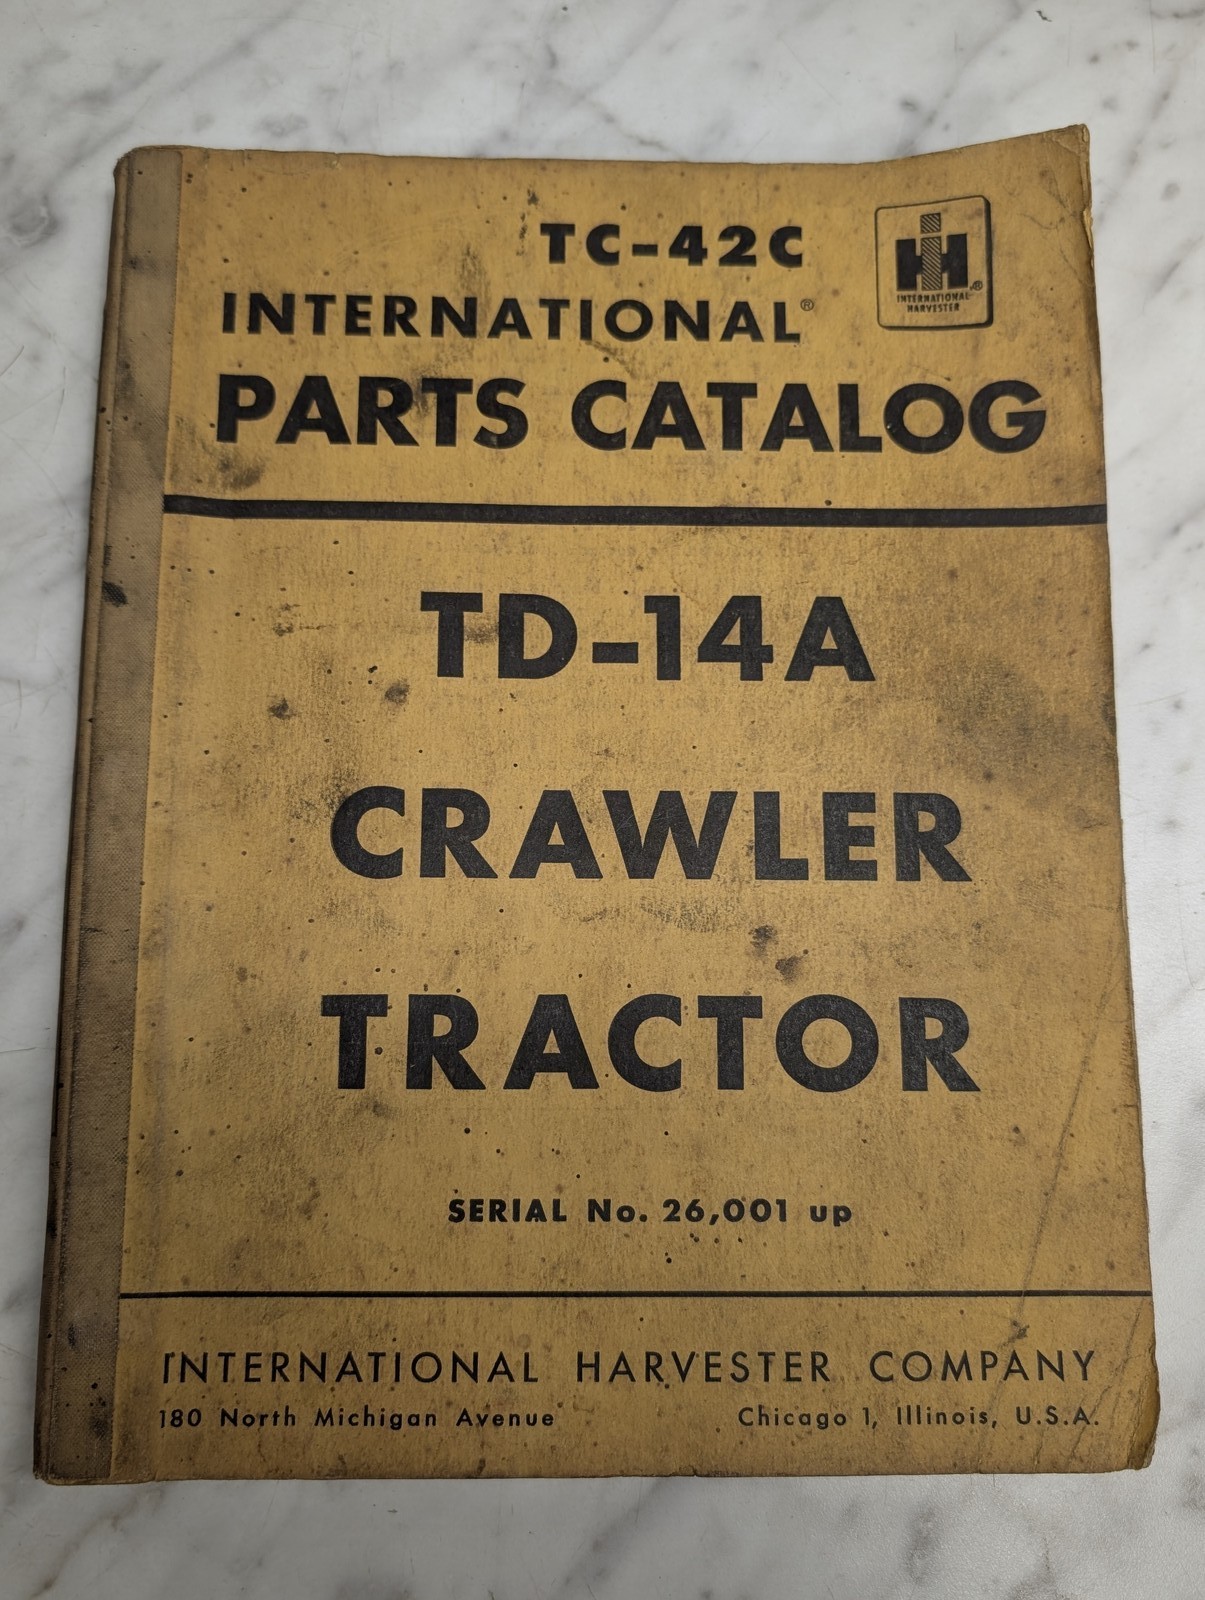 TC-42C
INTERNATIONAL®
PARTS CATALOG
IH®
INTERNATIONAL
HARVESTER
TD-14A
CRAWLER
TRACTOR
SERIAL No. 26,001 up
INTERNATIONAL HARVESTER COMPANY
180 North Michigan Avenue Chicago 1, Illinois, U.S.A.